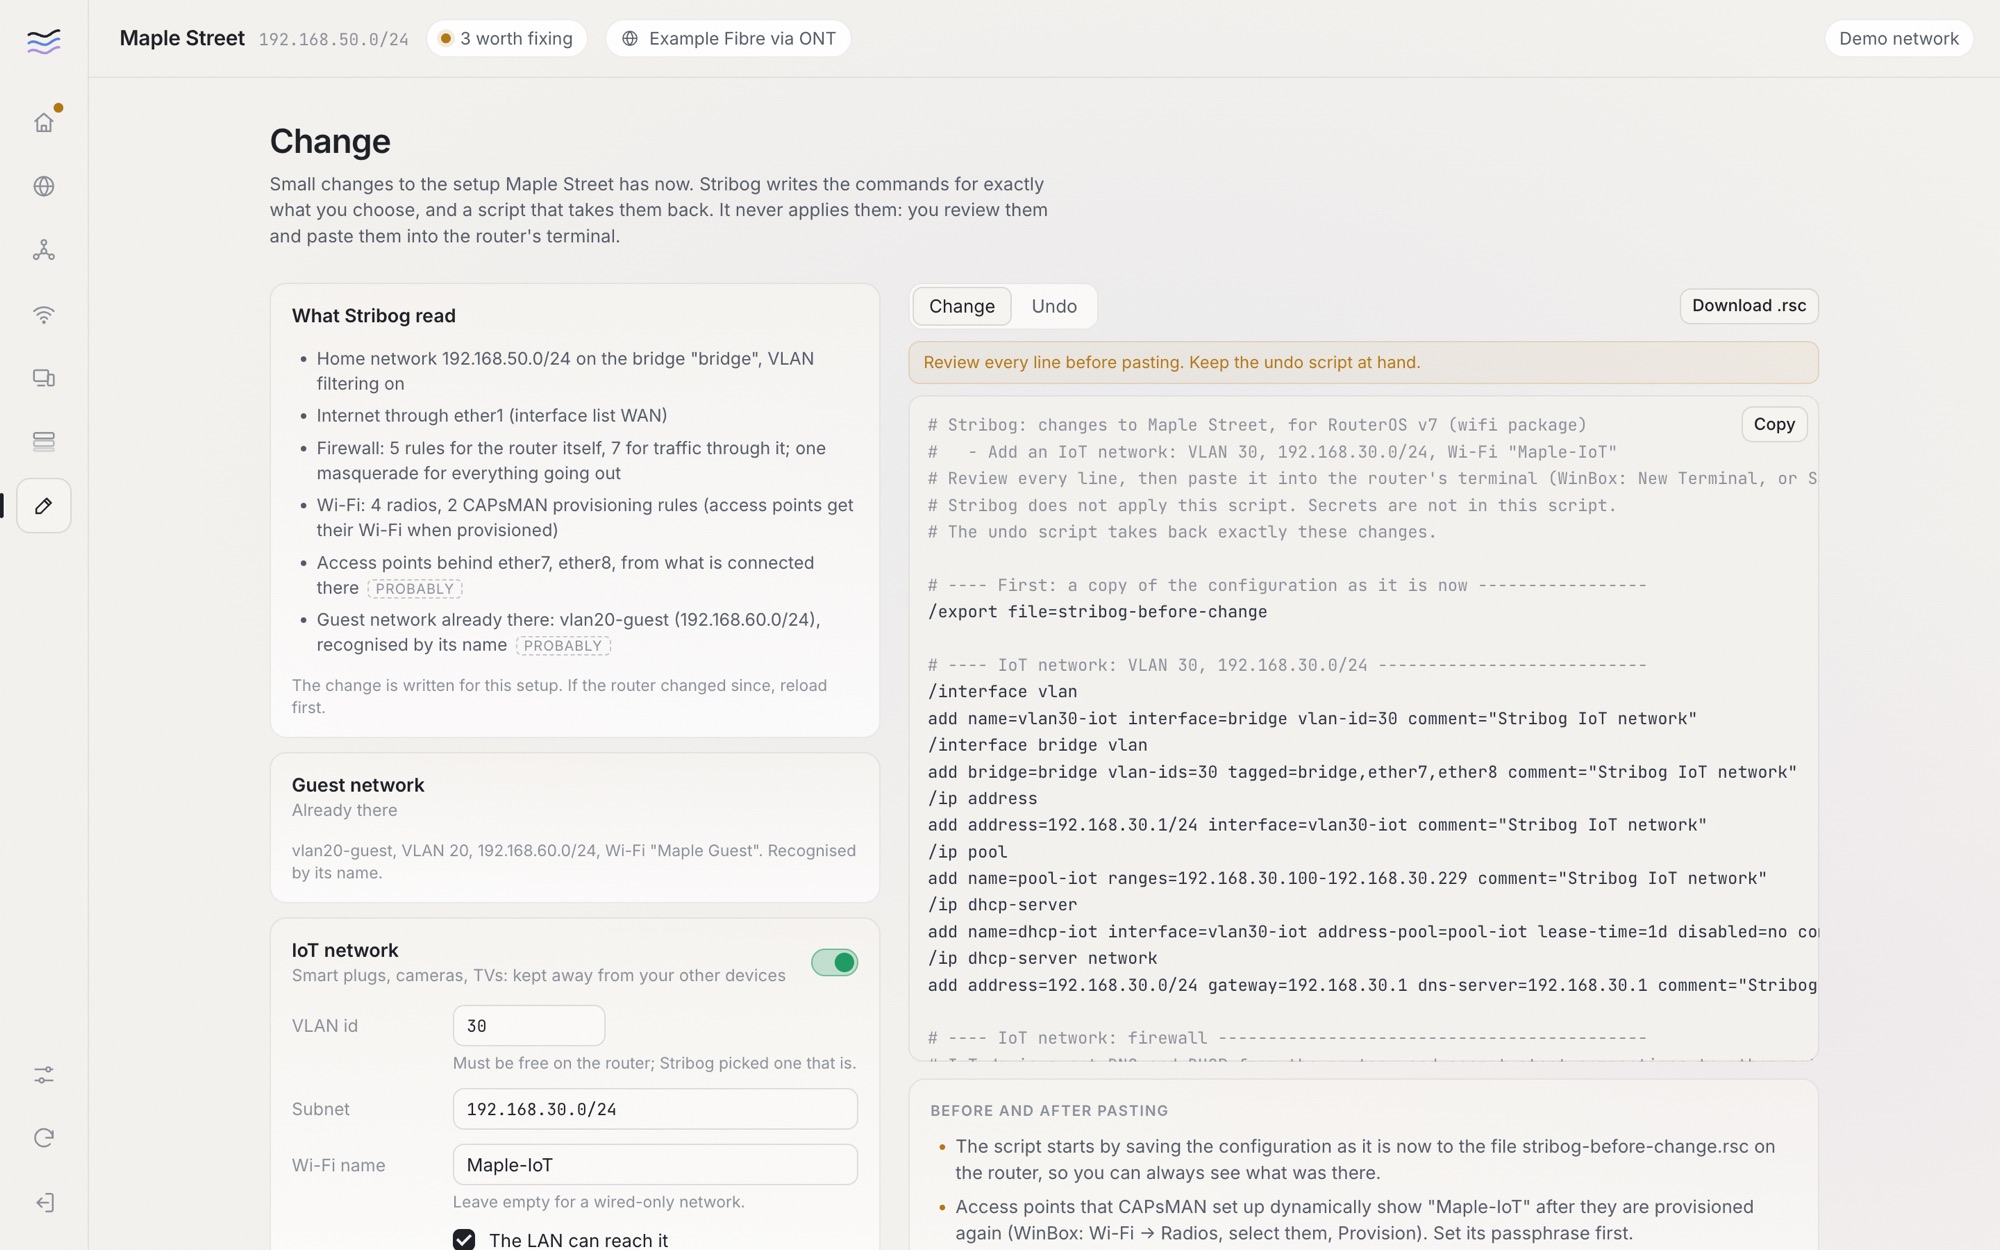 Maple Street 192.168.50.0/24 3 worth fixing Example Fibre via ONT Demo network
Change
Small changes to the setup Maple Street has now. Stribog writes the commands for exactly
what you choose, and a script that takes them back. It never applies them: you review them
and paste them into the router's terminal.
What Stribog read
• Home network 192.168.50.0/24 on the bridge "bridge", VLAN
filtering on
• Internet through ether1 (interface list WAN)
• Firewall: 5 rules for the router itself, 7 for traffic through it; one
masquerade for everything going out
• Wi-Fi: 4 radios, 2 CAPsMAN provisioning rules (access points get
their Wi-Fi when provisioned)
• Access points behind ether7, ether8, from what is connected
there PROBABLY
• Guest network already there: vlan20-guest (192.168.60.0/24),
recognised by its name PROBABLY
The change is written for this setup. If the router changed since, reload
first.
Guest network
Already there
vlan20-guest, VLAN 20, 192.168.60.0/24, Wi-Fi "Maple Guest". Recognised
by its name.
IoT network
Smart plugs, cameras, TVs: kept away from your other devices
VLAN id 30
Must be free on the router; Stribog picked one that is.
Subnet 192.168.30.0/24
Wi-Fi name Maple-IoT
Leave empty for a wired-only network.
The LAN can reach it
Change Undo Download .rsc
Review every line before pasting. Keep the undo script at hand.
Copy
# Stribog: changes to Maple Street, for RouterOS v7 (wifi package)
#   - Add an IoT network: VLAN 30, 192.168.30.0/24, Wi-Fi "Maple-IoT"
# Review every line, then paste it into the router's terminal (WinBox: New Terminal, or S
# Stribog does not apply this script. Secrets are not in this script.
# The undo script takes back exactly these changes.
# ---- First: a copy of the configuration as it is now -----------------
/export file=stribog-before-change
# ---- IoT network: VLAN 30, 192.168.30.0/24 ---------------------------
/interface vlan
add name=vlan30-iot interface=bridge vlan-id=30 comment="Stribog IoT network"
/interface bridge vlan
add bridge=bridge vlan-ids=30 tagged=bridge,ether7,ether8 comment="Stribog IoT network"
/ip address
add address=192.168.30.1/24 interface=vlan30-iot comment="Stribog IoT network"
/ip pool
add name=pool-iot ranges=192.168.30.100-192.168.30.229 comment="Stribog IoT network"
/ip dhcp-server
add name=dhcp-iot interface=vlan30-iot address-pool=pool-iot lease-time=1d disabled=no co
/ip dhcp-server network
add address=192.168.30.0/24 gateway=192.168.30.1 dns-server=192.168.30.1 comment="Stribog
# ---- IoT network: firewall -------------------------------------------
BEFORE AND AFTER PASTING
• The script starts by saving the configuration as it is now to the file stribog-before-change.rsc on
the router, so you can always see what was there.
• Access points that CAPsMAN set up dynamically show "Maple-IoT" after they are provisioned
again (WinBox: Wi-Fi → Radios, select them, Provision). Set its passphrase first.